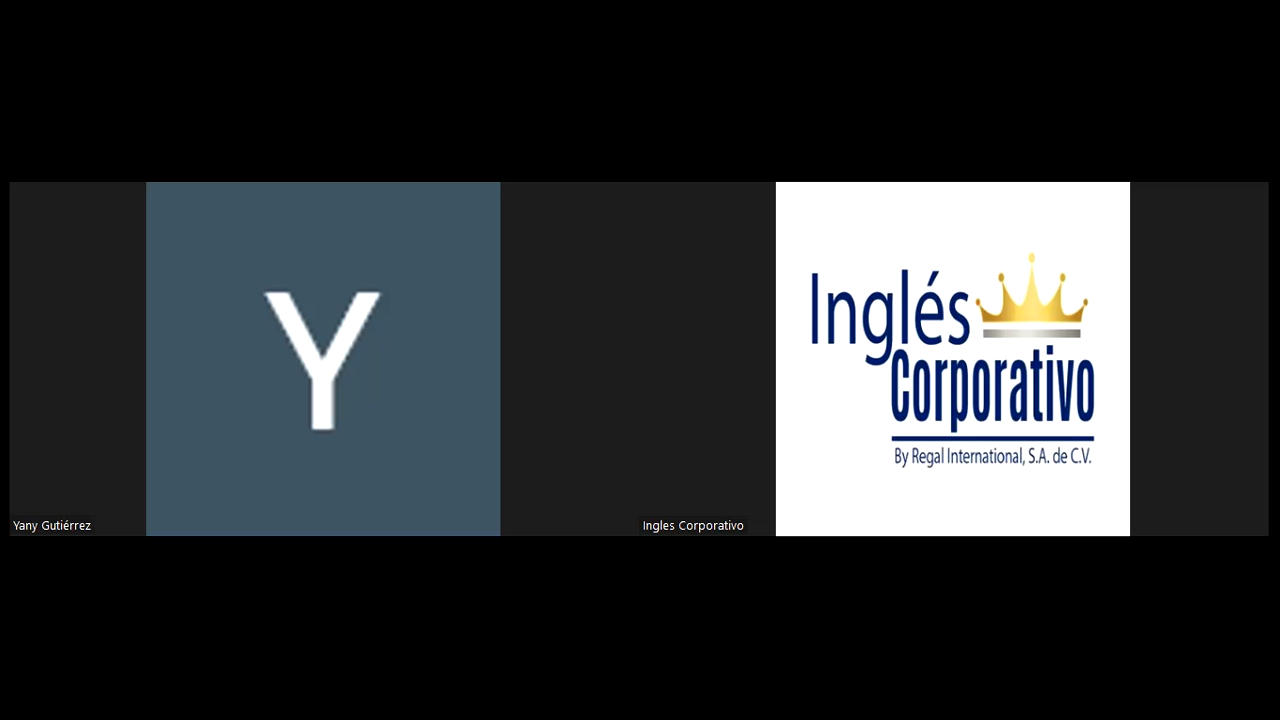 Y
Yany Gutiérrez
Inglés
Corporativo
By Regal International, S.A. de C.V.
Ingles Corporativo